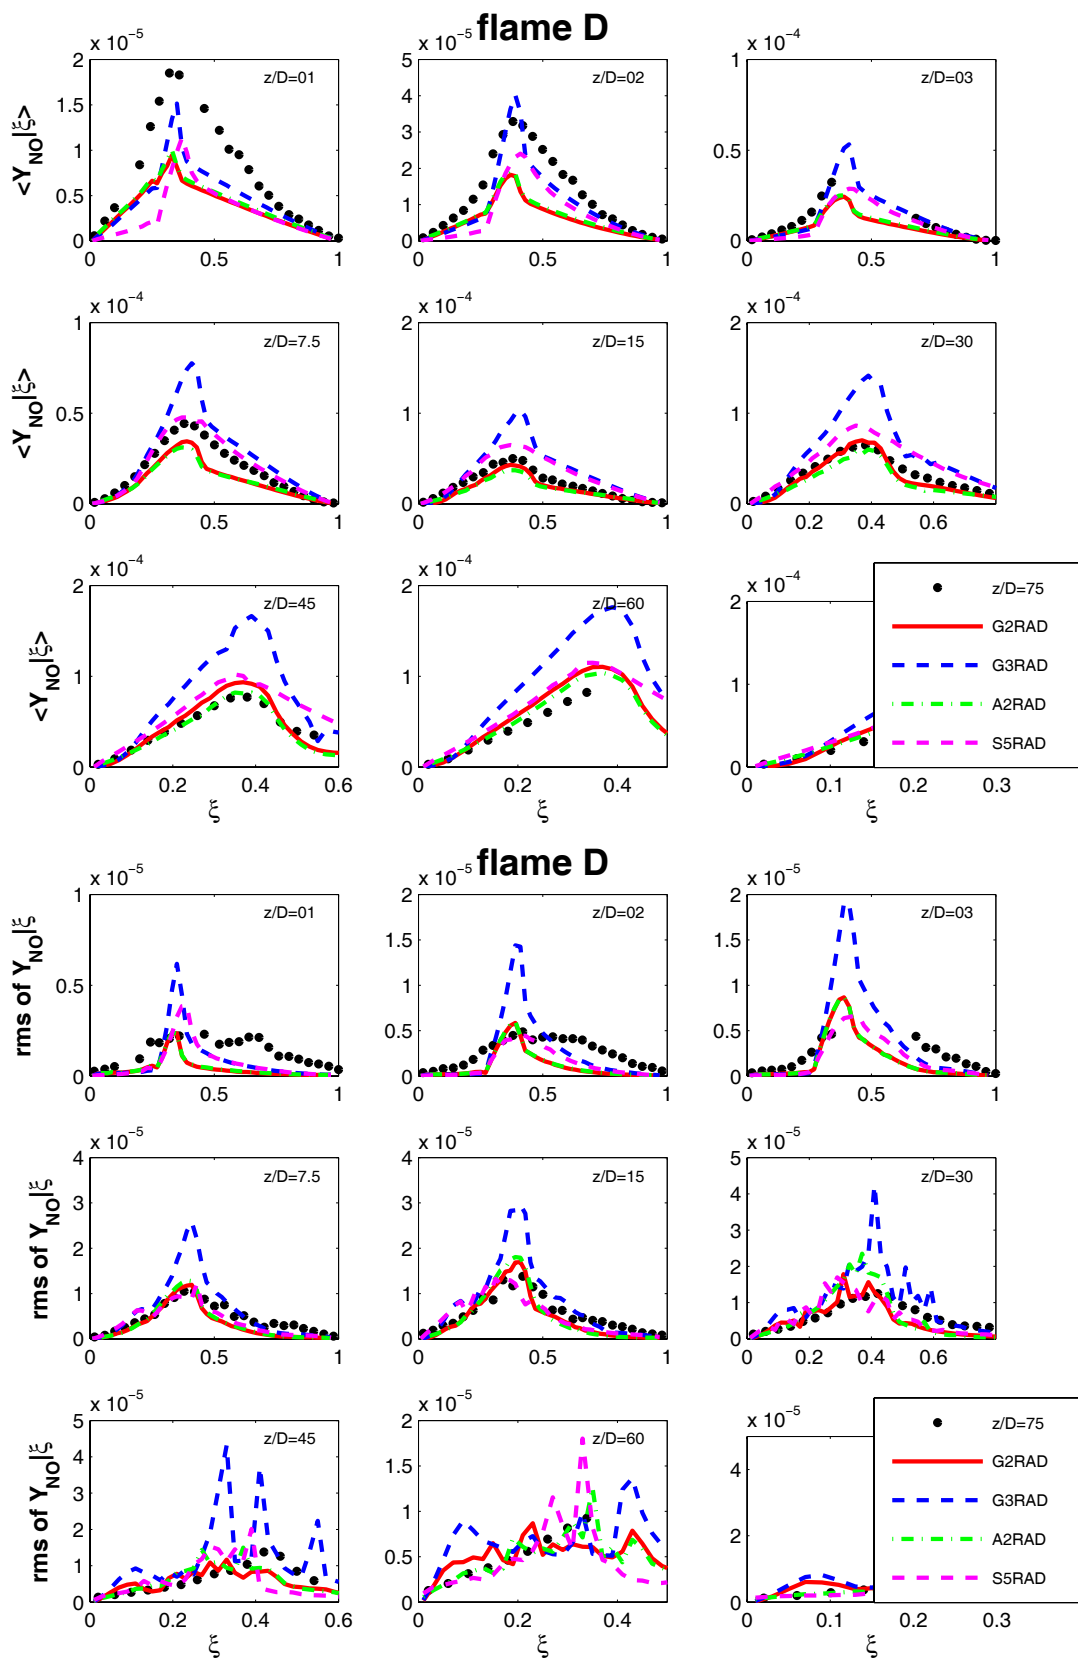 flame D
x 10⁻⁵ x 10⁻⁵ x 10⁻⁴
<Y_NO|ξ>
2 1.5 1 0.5 0
z/D=01
0 0.5 1
5 4 3 2 1 0
z/D=02
0 0.5 1
1 0.5 0
z/D=03
0 0.5 1
x 10⁻⁴ x 10⁻⁴ x 10⁻⁴
<Y_NO|ξ>
1 0.5 0
z/D=7.5
0 0.5 1
2 1 0
z/D=15
0 0.5 1
2 1 0
z/D=30
0 0.2 0.4 0.6
x 10⁻⁴ x 10⁻⁴ x 10⁻⁴
<Y_NO|ξ>
2 1 0
z/D=45
0 0.2 0.4 0.6
ξ
2 1 0
z/D=60
0 0.2 0.4
ξ
2 1 0
0 0.1 0.2 0.3
ξ
z/D=75
G2RAD
G3RAD
A2RAD
S5RAD
flame D
x 10⁻⁵ x 10⁻⁵ x 10⁻⁵
rms of Y_NO|ξ
1 0.5 0
z/D=01
0 0.5 1
2 1.5 1 0.5 0
z/D=02
0 0.5 1
2 1.5 1 0.5 0
z/D=03
0 0.5 1
x 10⁻⁵ x 10⁻⁵ x 10⁻⁵
rms of Y_NO|ξ
4 3 2 1 0
z/D=7.5
0 0.5 1
4 3 2 1 0
z/D=15
0 0.5 1
5 4 3 2 1 0
z/D=30
0 0.2 0.4 0.6
x 10⁻⁵ x 10⁻⁵ x 10⁻⁵
rms of Y_NO|ξ
5 4 3 2 1 0
z/D=45
0 0.2 0.4 0.6
ξ
2 1.5 1 0.5 0
z/D=60
0 0.2 0.4
ξ
4 2 0
0 0.1 0.2 0.3
ξ
z/D=75
G2RAD
G3RAD
A2RAD
S5RAD